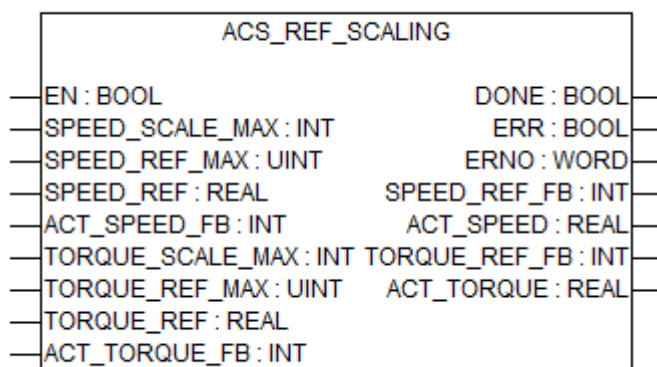 ACS_REF_SCALING
EN : BOOL DONE : BOOL
SPEED_SCALE_MAX : INT ERR : BOOL
SPEED_REF_MAX : UINT ERNO : WORD
SPEED_REF : REAL SPEED_REF_FB : INT
ACT_SPEED_FB : INT ACT_SPEED : REAL
TORQUE_SCALE_MAX : INT TORQUE_REF_FB : INT
TORQUE_REF_MAX : UINT ACT_TORQUE : REAL
TORQUE_REF : REAL
ACT_TORQUE_FB : INT